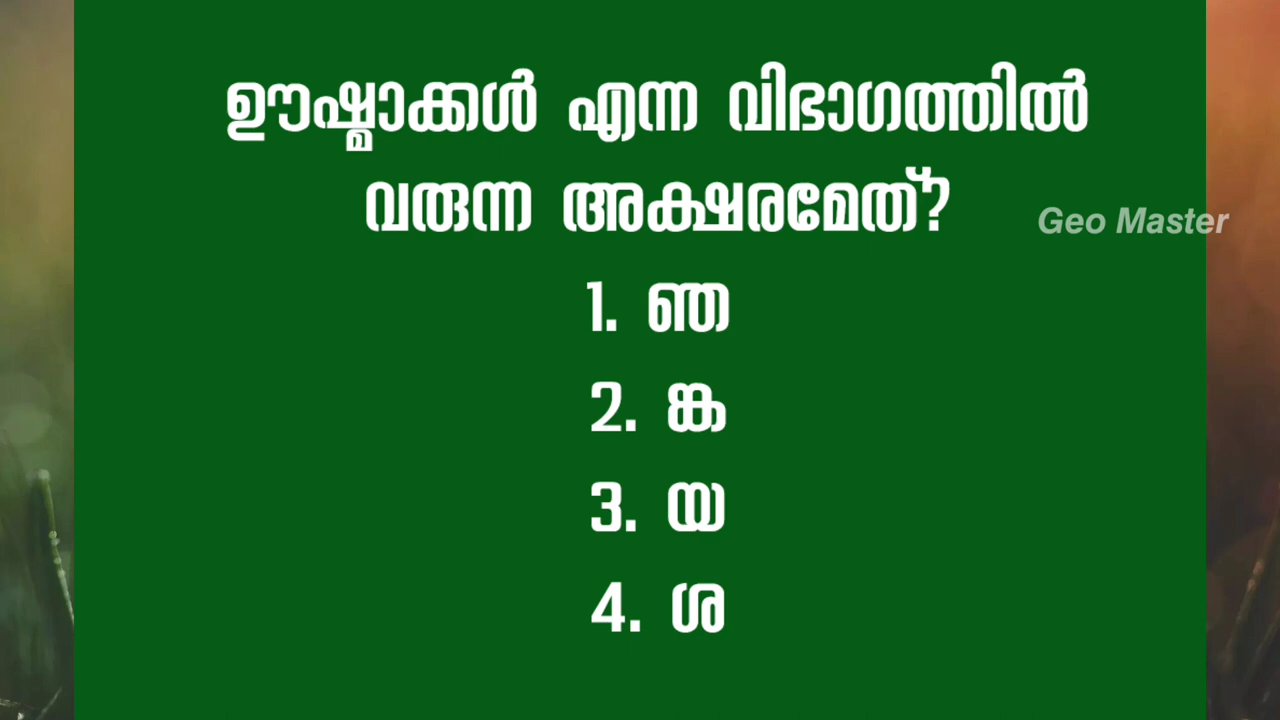 ഊഷ്മാക്കൾ എന്ന വിഭാഗത്തിൽ
വരുന്ന അക്ഷരമേത്?
Geo Master
1. ഞ
2. ങ്ക
3. യ
4. ശ